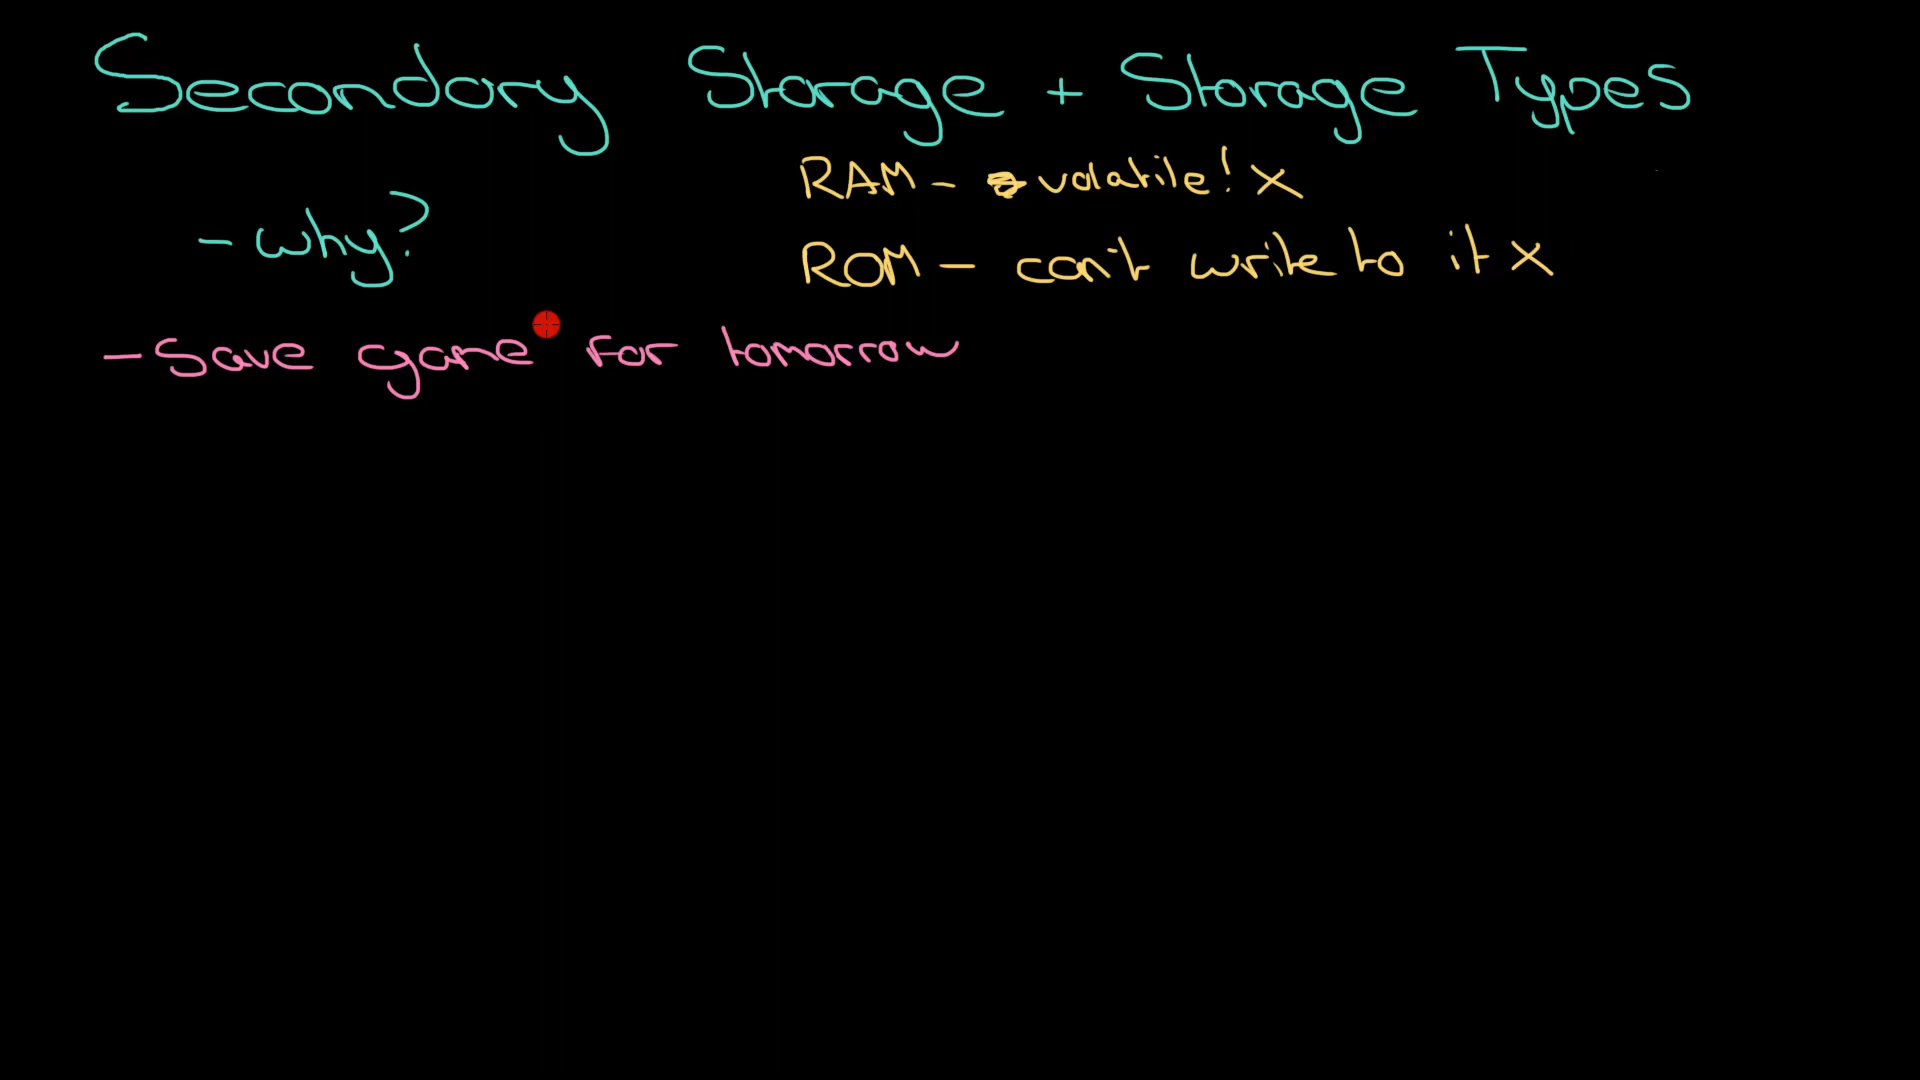 Secondary Storage + Storage Types
RAM - volatile! X
- why?
ROM - can't write to it X
- Save game for tomorrow